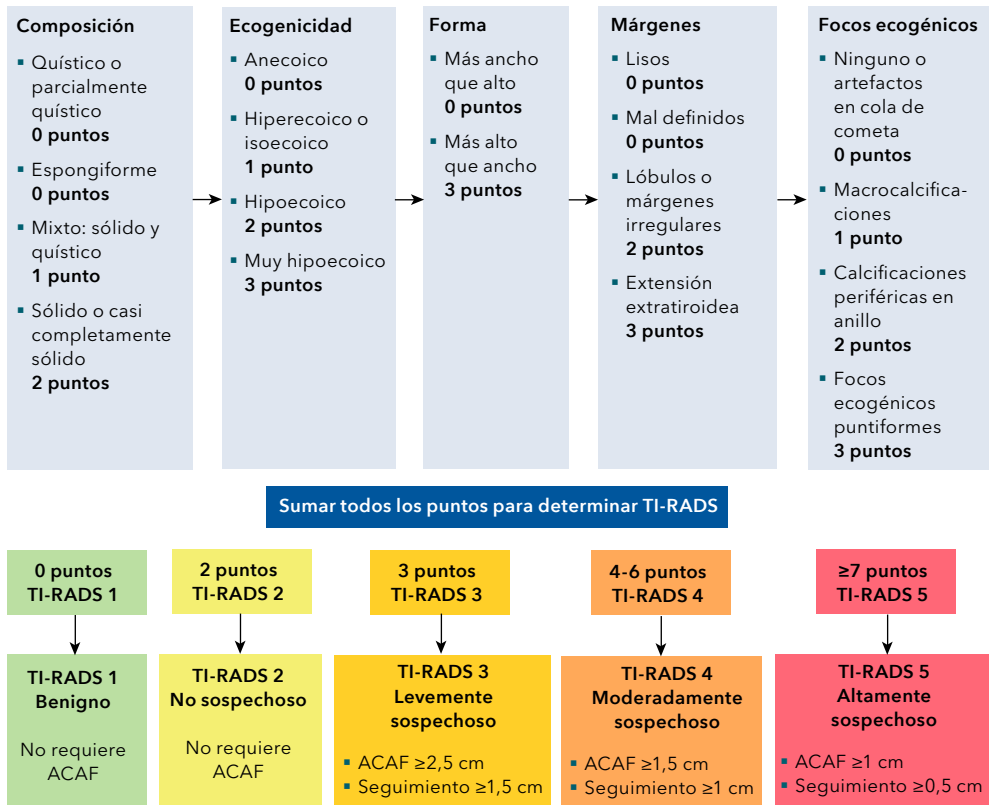 Composición
Quístico o
parcialmente
quístico
0 puntos
Espongiforme
0 puntos
Mixto: sólido y
quístico
1 punto
Sólido o casi
completamente
sólido
2 puntos
Ecogenicidad
Anecoico
0 puntos
Hiperecoico o
isoecoico
1 punto
Hipoecoico
2 puntos
Muy hipoecoico
3 puntos
Forma
Más ancho
que alto
0 puntos
Más alto
que ancho
3 puntos
Márgenes
Lisos
0 puntos
Mal definidos
0 puntos
Lóbulos o
márgenes
irregulares
2 puntos
Extensión
extratiroidea
3 puntos
Focos ecogénicos
Ninguno o
artefactos
en cola de
cometa
0 puntos
Macrocalcifica-
ciones
1 punto
Calcificaciones
periféricas en
anillo
2 puntos
Focos
ecogénicos
puntiformes
3 puntos
Sumar todos los puntos para determinar TI-RADS
0 puntos
TI-RADS 1
2 puntos
TI-RADS 2
3 puntos
TI-RADS 3
4-6 puntos
TI-RADS 4
≥7 puntos
TI-RADS 5
TI-RADS 1
Benigno
No requiere
ACAF
TI-RADS 2
No sospechoso
No requiere
ACAF
TI-RADS 3
Levemente
sospechoso
ACAF ≥2,5 cm
Seguimiento ≥1,5 cm
TI-RADS 4
Moderadamente
sospechoso
ACAF ≥1,5 cm
Seguimiento ≥1 cm
TI-RADS 5
Altamente
sospechoso
ACAF ≥1 cm
Seguimiento ≥0,5 cm